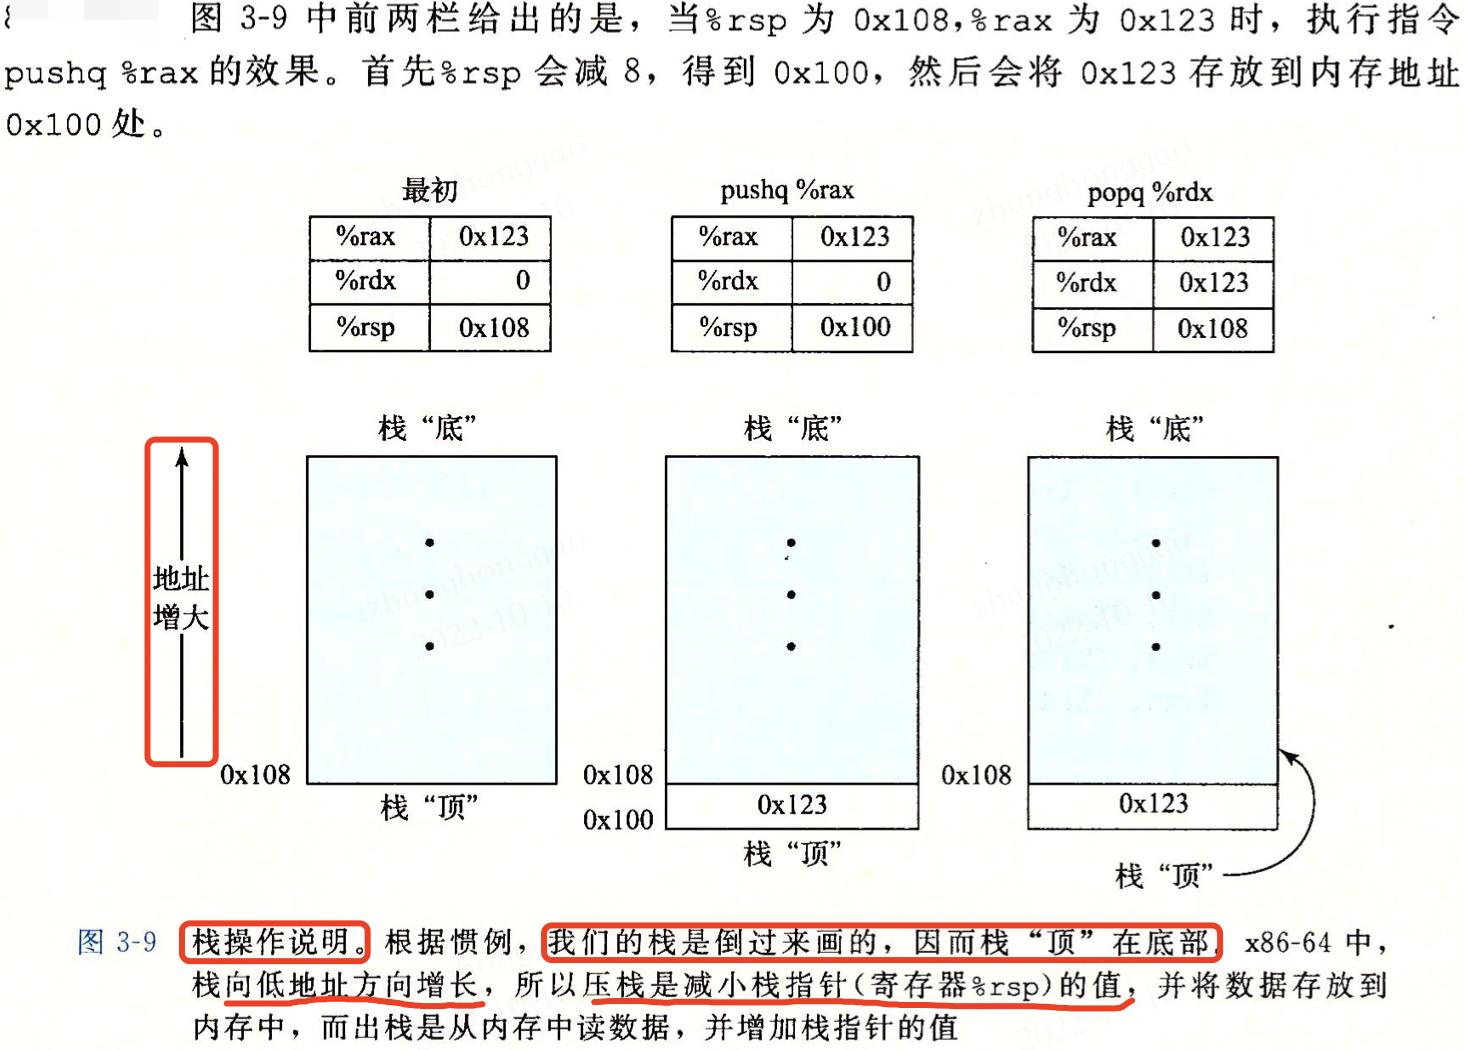 图 3-9 中前两栏给出的是，当%rsp 为 0x108,%rax 为 0x123 时，执行指令
pushq %rax 的效果。首先%rsp 会减 8，得到 0x100，然后会将 0x123 存放到内存地址
0x100 处。
最初
pushq %rax
popq %rdx
%rax 0x123
%rax 0x123
%rax 0x123
%rdx 0
%rdx 0
%rdx 0x123
%rsp 0x108
%rsp 0x100
%rsp 0x108
栈“底”
栈“底”
栈“底”
地址
增大
0x108
0x108
0x108
栈“顶”
0x123
0x123
0x100
栈“顶”
栈“顶”
图 3-9 栈操作说明。根据惯例，我们的栈是倒过来画的，因而栈“顶”在底部。x86-64 中，
栈向低地址方向增长，所以压栈是减小栈指针(寄存器%rsp)的值，并将数据存放到
内存中，而出栈是从内存中读数据，并增加栈指针的值
zhanghonggao
2022-10-10